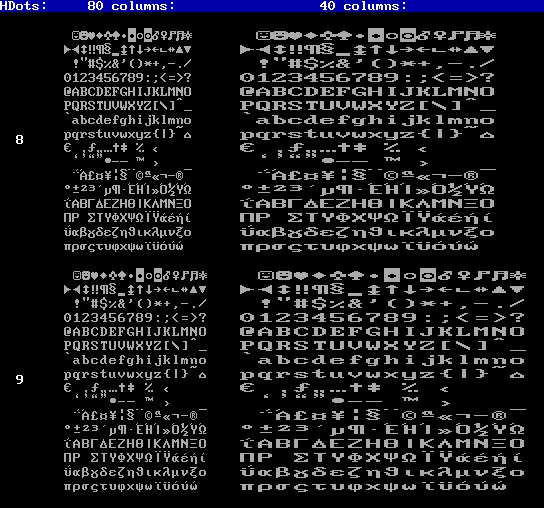 HDots: 80 columns: 40 columns:
☺☻♥♦♣♠•◘○◙♂♀♪♫☼ ☺☻♥♦♣♠•◘○◙♂♀♪♫☼
►◄↕‼¶§▬↨↑↓→←∟↔▲▼ ►◄↕‼¶§▬↨↑↓→←∟↔▲▼
!"#$%&'()*+,-./ !"#$%&'()*+,-./
0123456789:;<=>? 0123456789:;<=>?
@ABCDEFGHIJKLMNO @ABCDEFGHIJKLMNO
PQRSTUVWXYZ[\]^_ PQRSTUVWXYZ[\]^_
`abcdefghijklmno `abcdefghijklmno
8 pqrstuvwxyz{|}~⌂ pqrstuvwxyz{|}~⌂
€ ‚ƒ„…†‡ ‰ ‹ € ‚ƒ„…†‡ ‰ ‹
‘’“”•–— ™ › ‘’“”•–— ™ ›
΅Ά£¤¥¦§¨©ª«¬-®― ΅Ά£¤¥¦§¨©ª«¬-®―
°±²³΄µ¶·ΈΉΊ»Ό½ΎΏ °±²³΄µ¶·ΈΉΊ»Ό½ΎΏ
ΐΑΒΓΔΕΖΗΘΙΚΛΜΝΞΟ ΐΑΒΓΔΕΖΗΘΙΚΛΜΝΞΟ
ΠΡ ΣΤΥΦΧΨΩΪΫάέήί ΠΡ ΣΤΥΦΧΨΩΪΫάέήί
ΰαβγδεζηθικλμνξο ΰαβγδεζηθικλμνξο
πρςστυφχψωϊϋόύώ πρςστυφχψωϊϋόύώ
☺☻♥♦♣♠•◘○◙♂♀♪♫☼ ☺☻♥♦♣♠•◘○◙♂♀♪♫☼
►◄↕‼¶§▬↨↑↓→←∟↔▲▼ ►◄↕‼¶§▬↨↑↓→←∟↔▲▼
!"#$%&'()*+,-./ !"#$%&'()*+,-./
0123456789:;<=>? 0123456789:;<=>?
@ABCDEFGHIJKLMNO @ABCDEFGHIJKLMNO
PQRSTUVWXYZ[\]^_ PQRSTUVWXYZ[\]^_
`abcdefghijklmno `abcdefghijklmno
9 pqrstuvwxyz{|}~⌂ pqrstuvwxyz{|}~⌂
€ ‚ƒ„…†‡ ‰ ‹ € ‚ƒ„…†‡ ‰ ‹
‘’“”•–— ™ › ‘’“”•–— ™ ›
΅Ά£¤¥¦§¨©ª«¬-®― ΅Ά£¤¥¦§¨©ª«¬-®―
°±²³΄µ¶·ΈΉΊ»Ό½ΎΏ °±²³΄µ¶·ΈΉΊ»Ό½ΎΏ
ΐΑΒΓΔΕΖΗΘΙΚΛΜΝΞΟ ΐΑΒΓΔΕΖΗΘΙΚΛΜΝΞΟ
ΠΡ ΣΤΥΦΧΨΩΪΫάέήί ΠΡ ΣΤΥΦΧΨΩΪΫάέήί
ΰαβγδεζηθικλμνξο ΰαβγδεζηθικλμνξο
πρςστυφχψωϊϋόύώ πρςστυφχψωϊϋόύώ